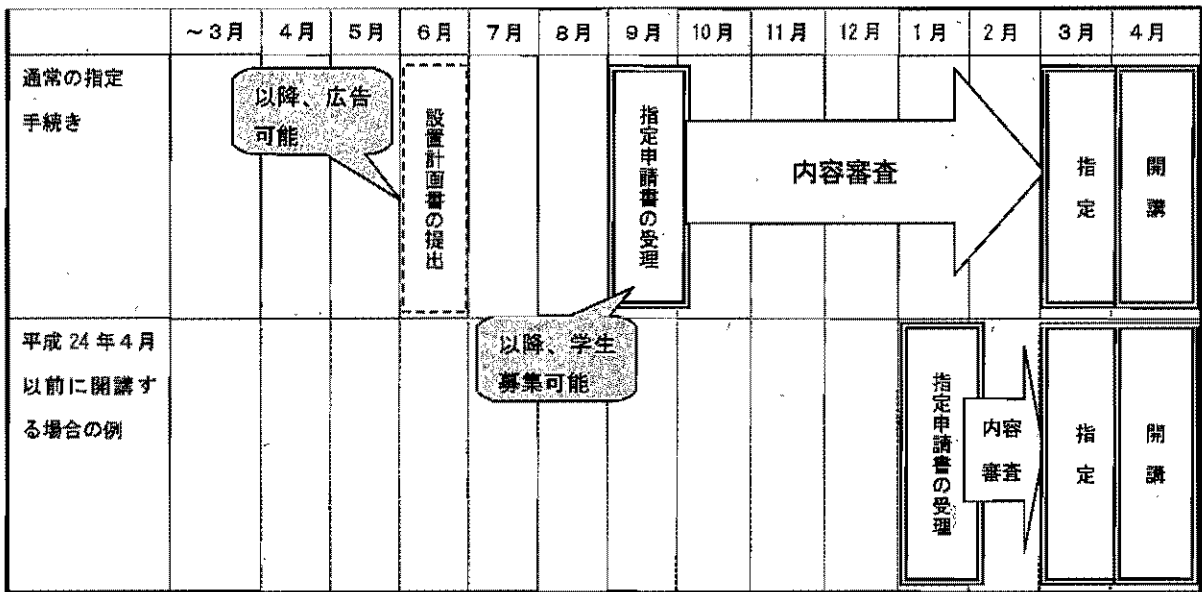 ～3月 4月 5月 6月 7月 8月 9月 10月 11月 12月 1月 2月 3月 4月
通常の指定
手続き
以降、広告
可能
設置計画書の提出
指定申請書の受理
内容審査
指定
開講
以降、学生
募集可能
平成24年4月
以前に開講す
る場合の例
指定申請書の受理
内容
審査
指定
開講